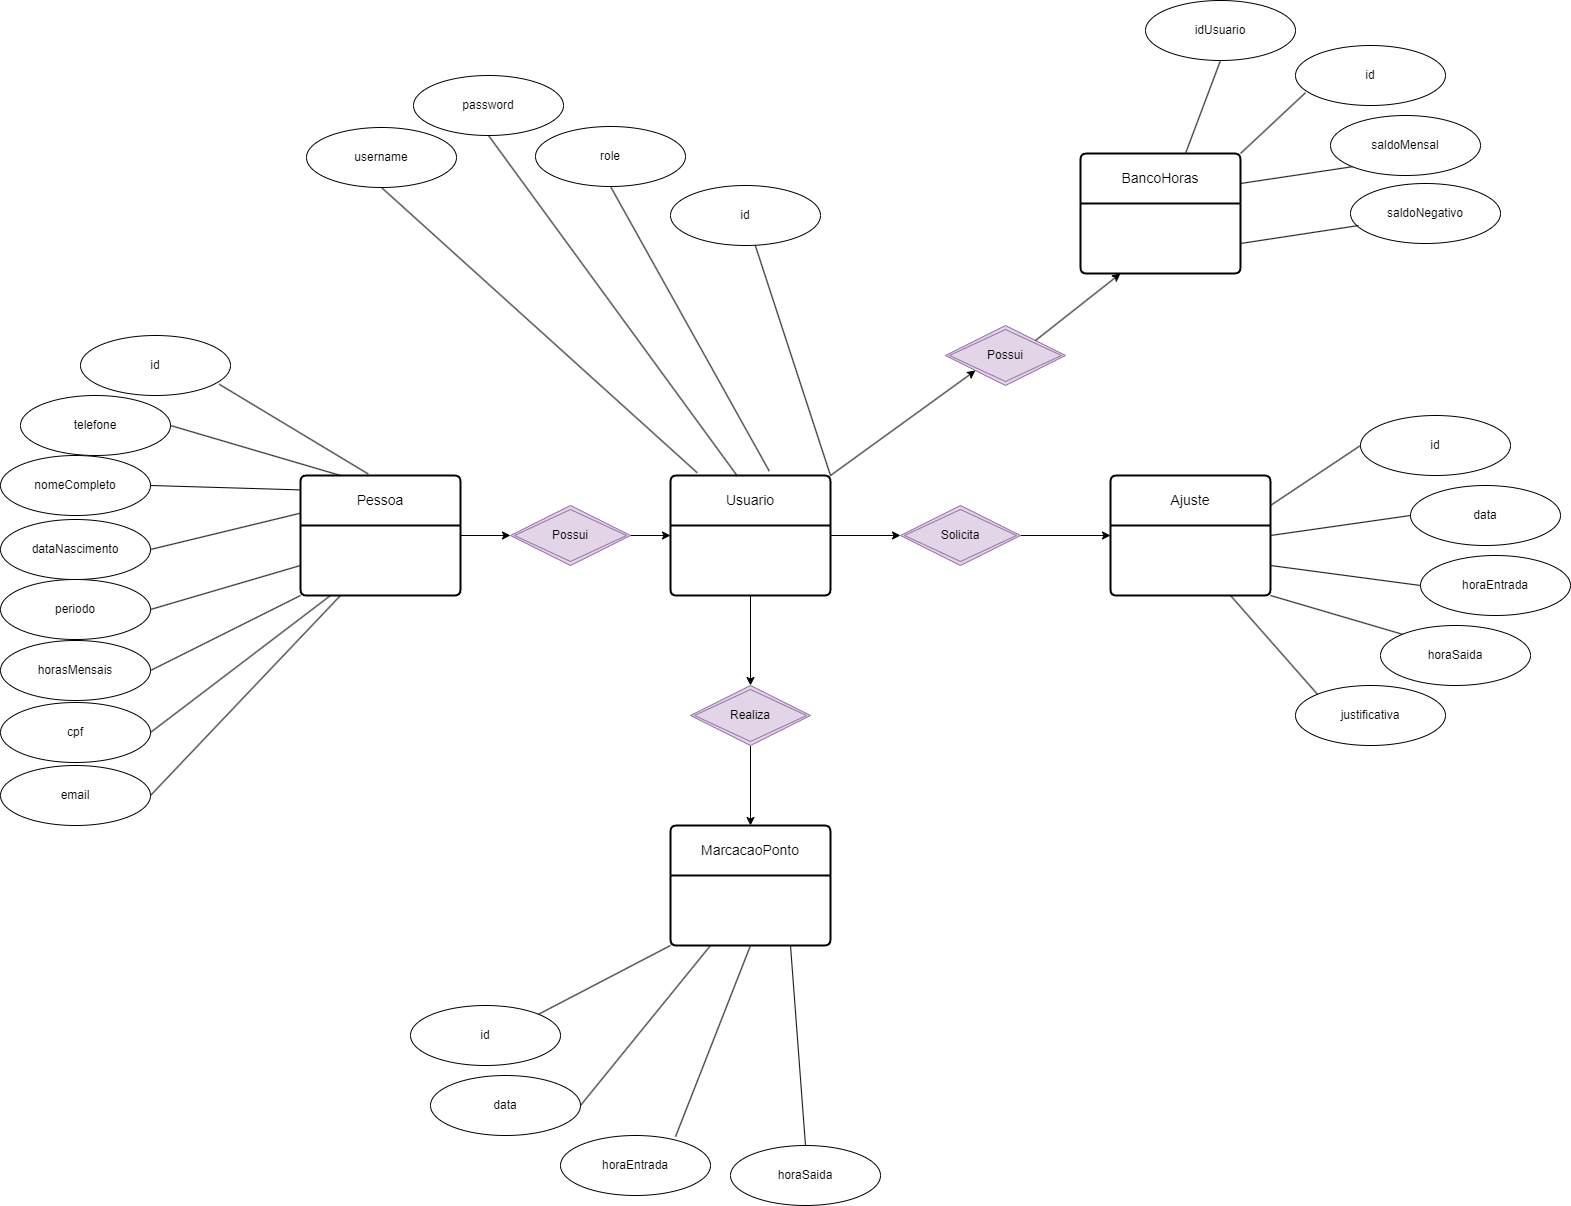 idUsuario
id
saldoMensal
saldoNegativo
BancoHoras
password
username
role
id
Possui
id
telefone
nomeCompleto
dataNascimento
periodo
horasMensais
cpf
email
Pessoa
Possui
Usuario
Solicita
Ajuste
id
data
horaEntrada
horaSaida
justificativa
Realiza
MarcacaoPonto
id
data
horaEntrada
horaSaida